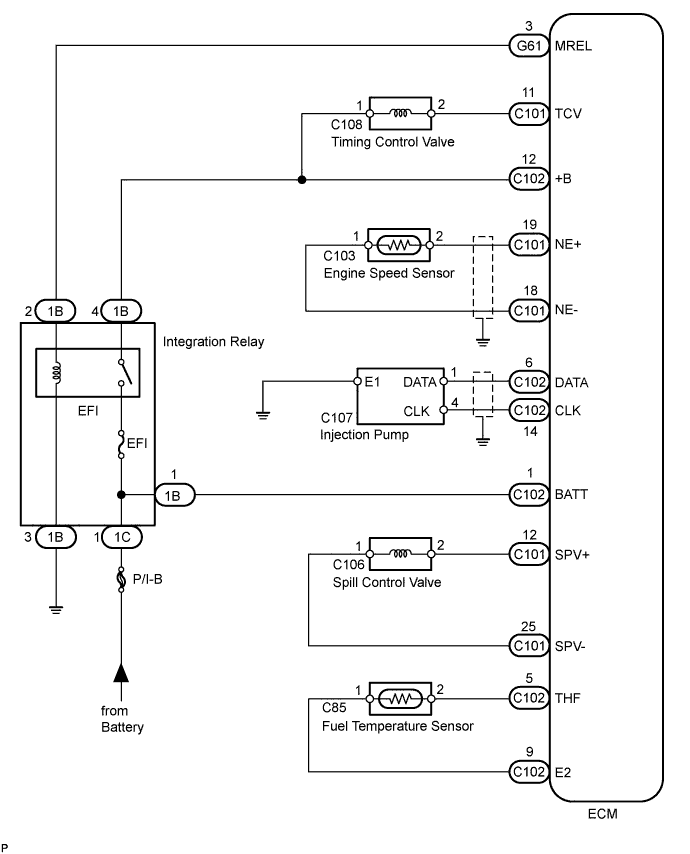 3
G61 MREL
11
1 2 C101 TCV
C108
Timing Control Valve
12
C102 +B
19
1 2 C101 NE+
C103
Engine Speed Sensor
18
C101 NE-
2 1B 4 1B
Integration Relay
EFI
EFI
6
E1 DATA 1 C102 DATA
CLK 4 C102 CLK
C107
14
Injection Pump
1
1B
1
C102 BATT
3 1B 1 1C
P/I-B
12
1 2 C101 SPV+
C106
Spill Control Valve
25
C101 SPV-
5
1 2 C102 THF
C85
Fuel Temperature Sensor
from
Battery
9
C102 E2
ECM
P